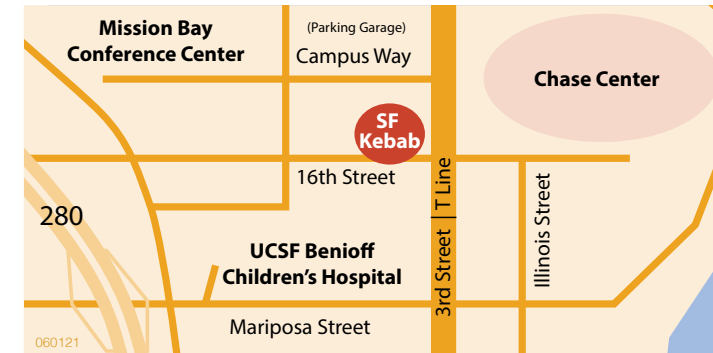 Mission Bay
Conference Center
(Parking Garage)
Campus Way
Chase Center
SF
Kebab
16th Street
280
3rd Street | T Line
Illinois Street
UCSF Benioff
Children’s Hospital
Mariposa Street
060121